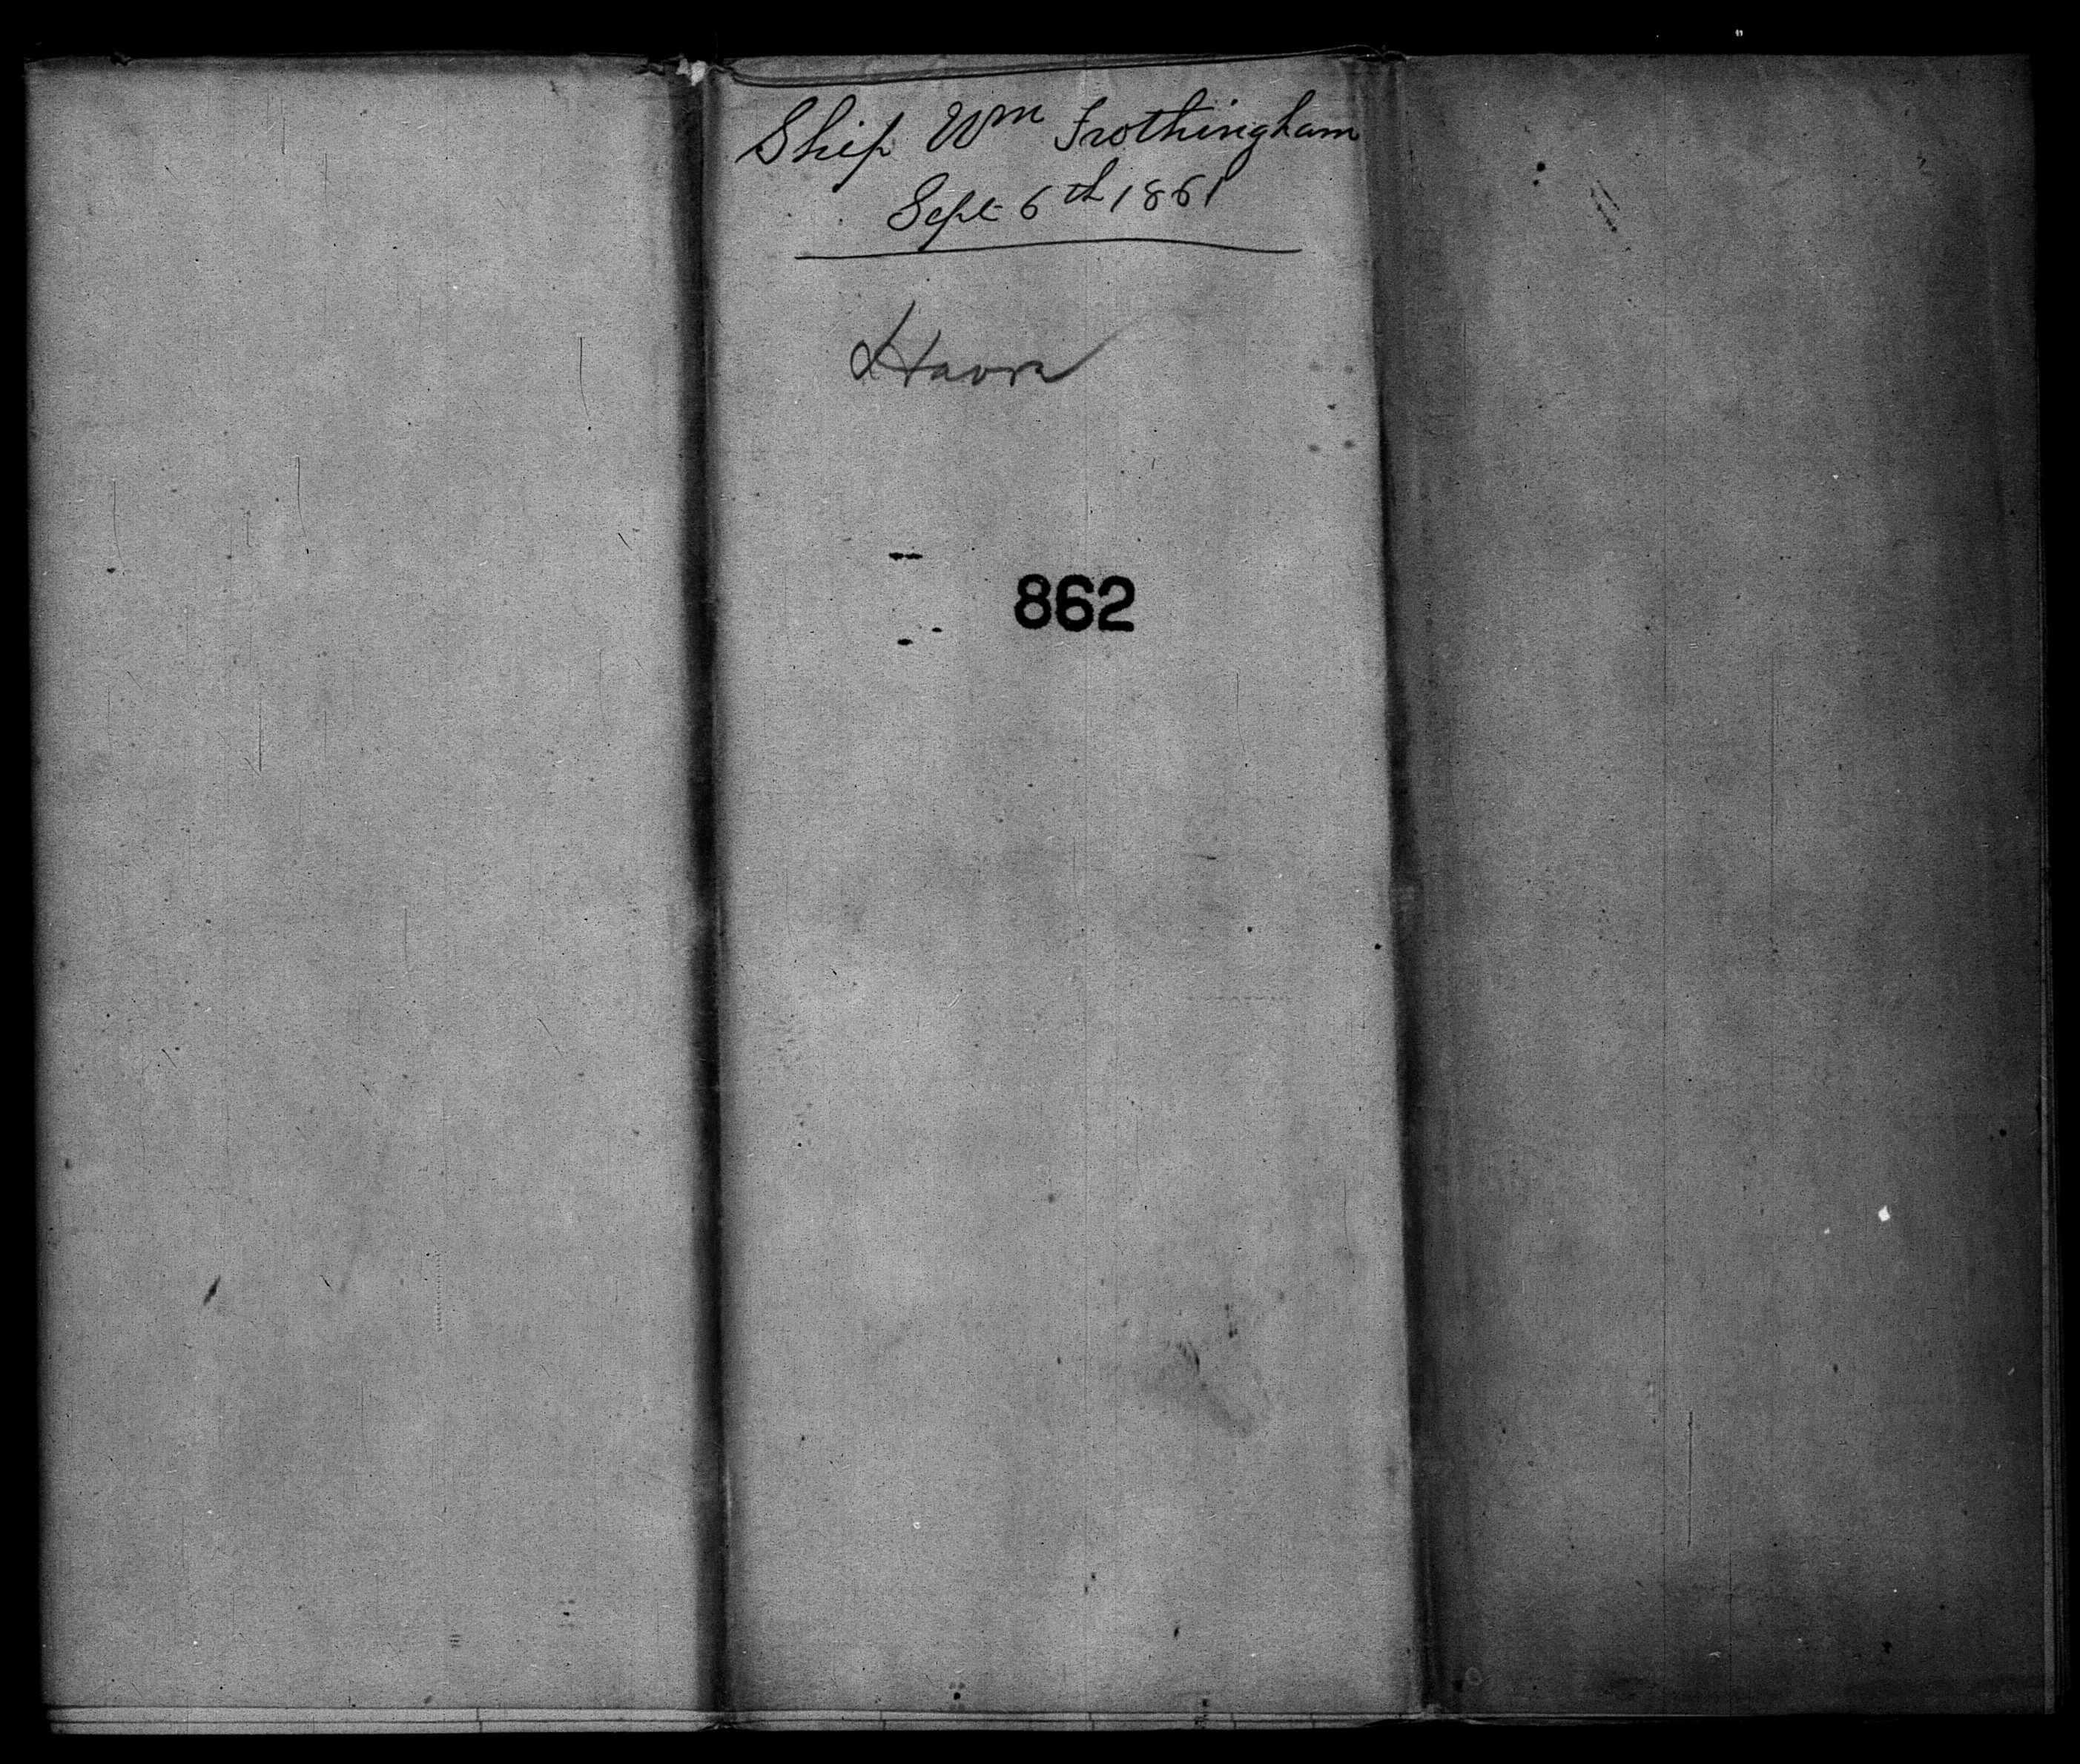 Ship Wm Frothingham
Sept 6th 1861
Havre
862